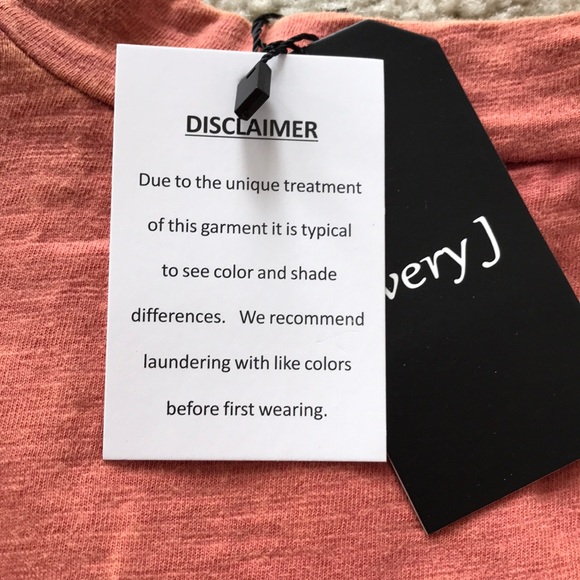 DISCLAIMER
Due to the unique treatment
of this garment it is typical
to see color and shade
differences. We recommend
laundering with like colors
before first wearing.
very J